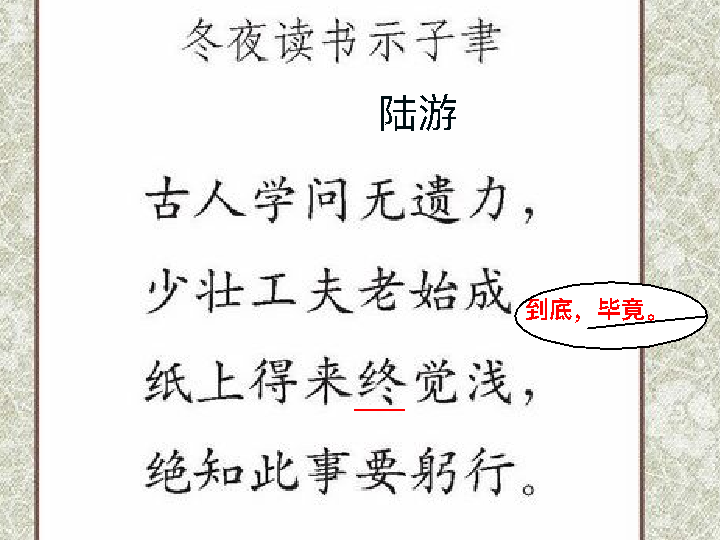 冬夜读书示子聿
陆游
古人学问无遗力，
少壮工夫老始成
到底，毕竟。
纸上得来终觉浅，
绝知此事要躬行。